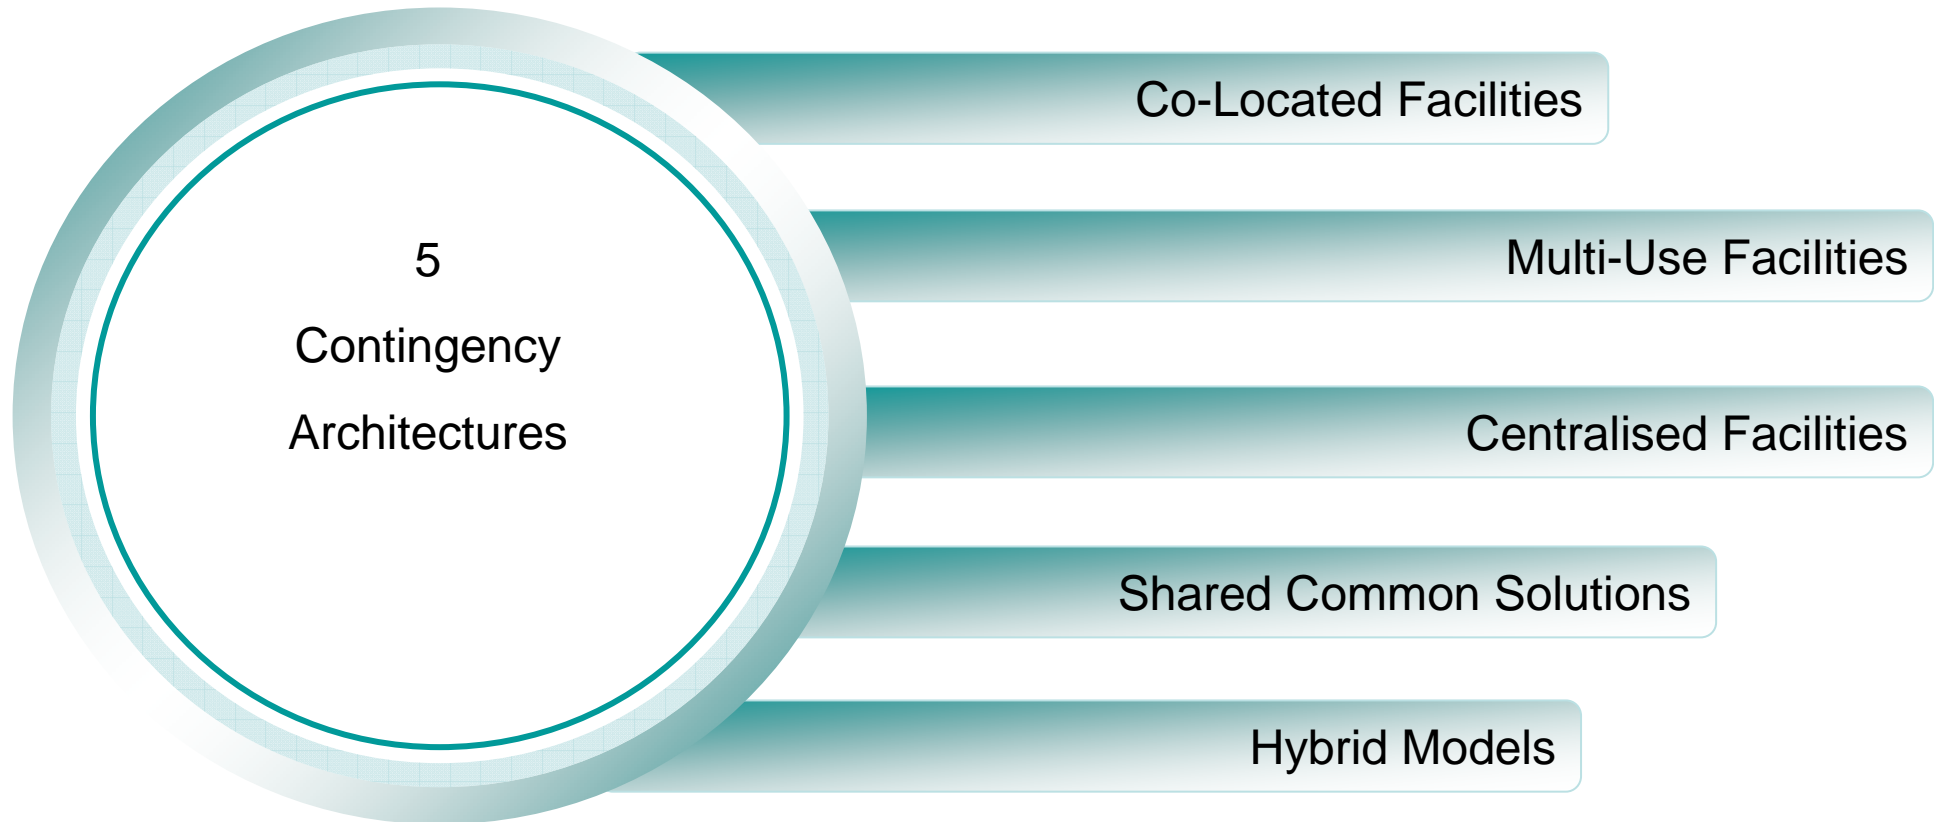 5
Contingency
Architectures
Co-Located Facilities
Multi-Use Facilities
Centralised Facilities
Shared Common Solutions
Hybrid Models